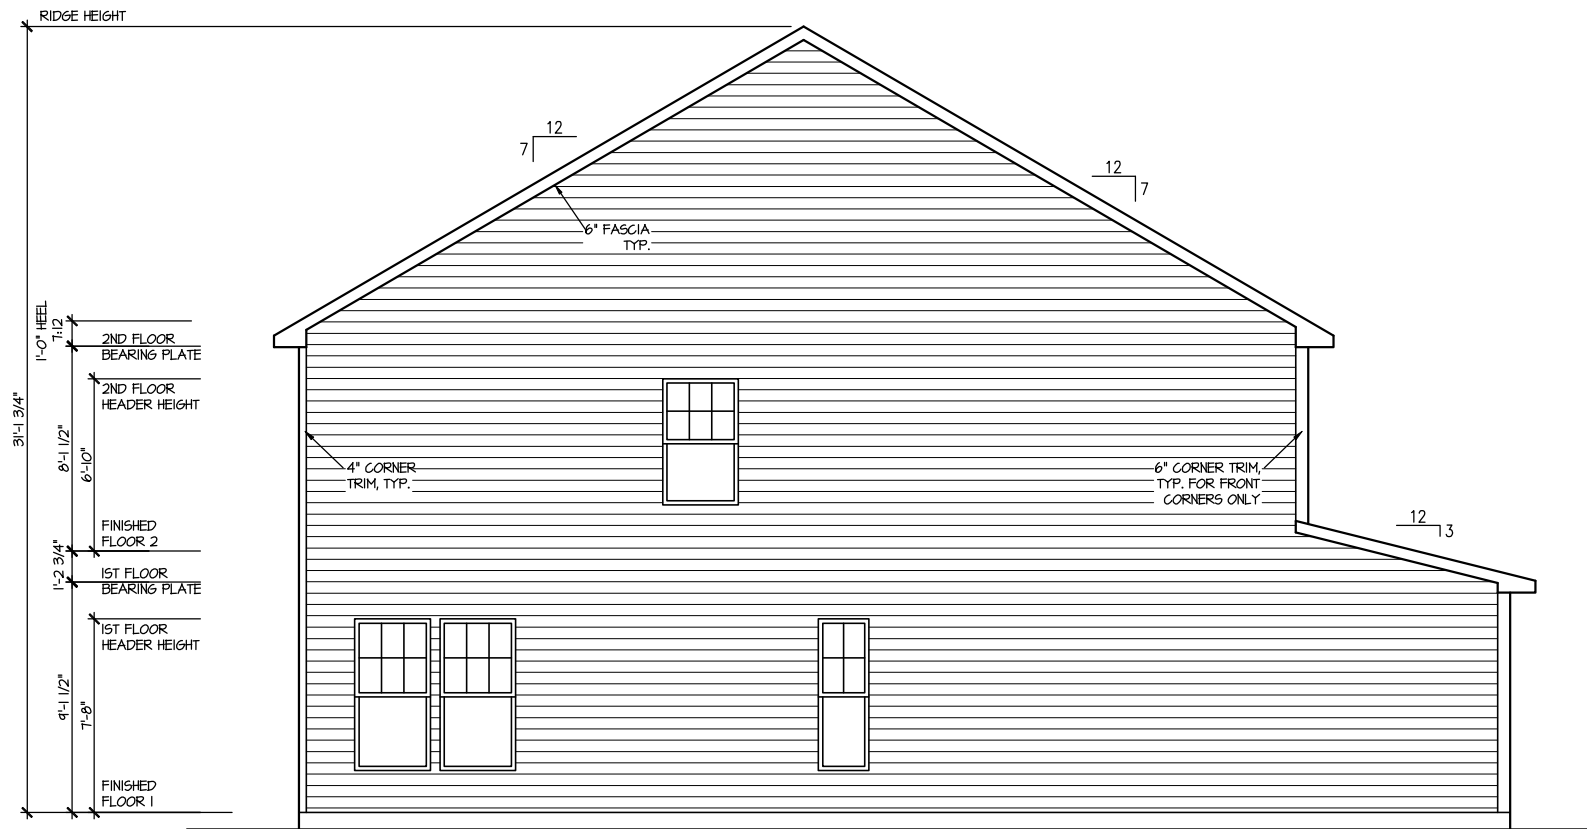 RIDGE HEIGHT
12
7
12
7
6" FASCIA
TYP.
1'-0" HEEL
7:12
2ND FLOOR
BEARING PLATE
2ND FLOOR
HEADER HEIGHT
31'-1 3/4"
8'-1 1/2"
6'-10"
4" CORNER
TRIM, TYP.
6" CORNER TRIM,
TYP. FOR FRONT
CORNERS ONLY
12
3
FINISHED
FLOOR 2
1'-2 3/4"
1ST FLOOR
BEARING PLATE
1ST FLOOR
HEADER HEIGHT
9'-1 1/2"
7'-8"
FINISHED
FLOOR 1